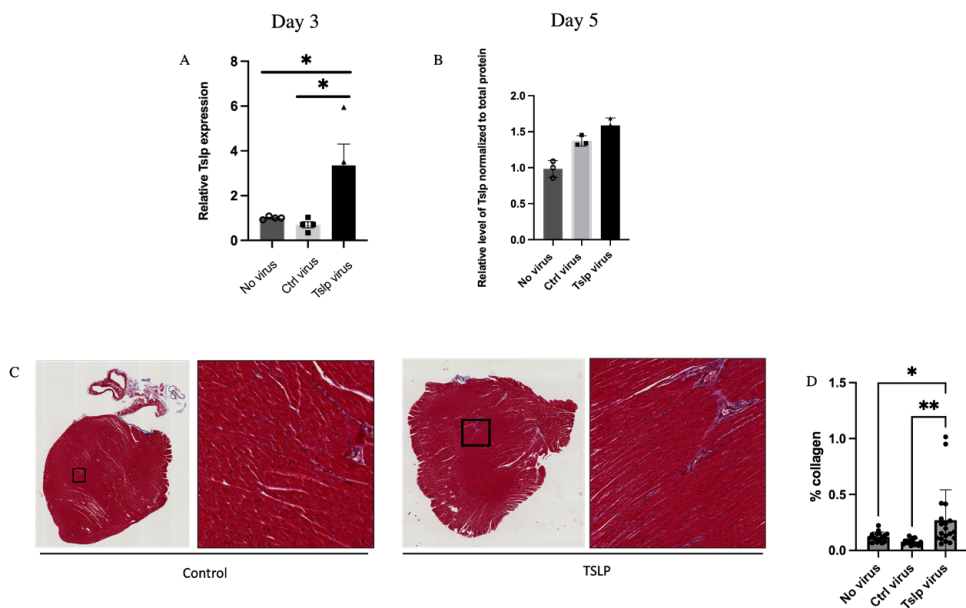 Day 3
Day 5
A
Relative Tslp expression
8
6
4
2
0
*
*
No virus
Ctrl virus
Tslp virus
B
Relative level of Tslp normalized to total protein
2.0
1.5
1.0
0.5
0.0
No virus
Ctrl virus
Tslp virus
C
Control
TSLP
D
% collagen
1.5
1.0
0.5
0.0
*
**
No virus
Ctrl virus
Tslp virus